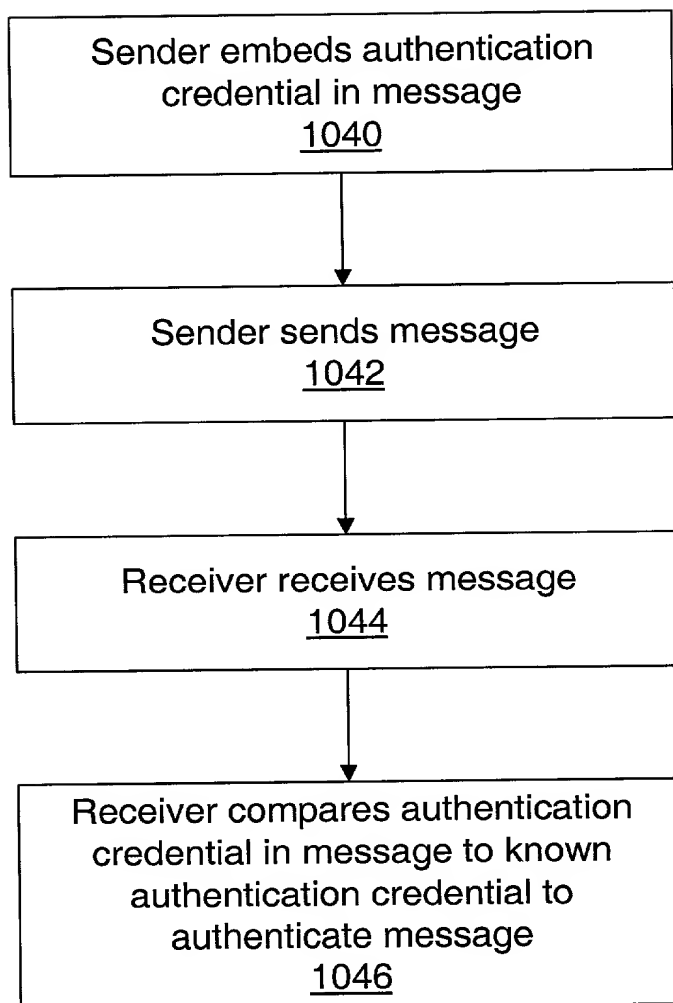 Sender embeds authentication
credential in message
1040
Sender sends message
1042
Receiver receives message
1044
Receiver compares authentication
credential in message to known
authentication credential to
authenticate message
1046